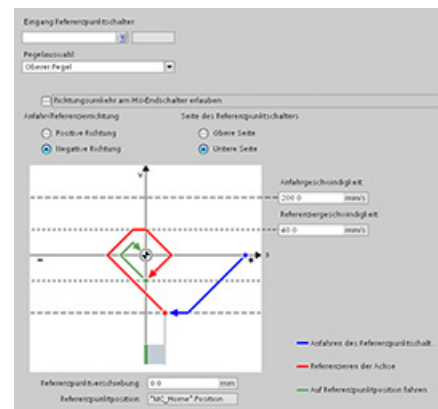 Eingang Referenzpunktschalter:
Pegelauswahl:
Oberer Pegel
Richtungsumkehr am HW-Endschalter erlauben
Anfahr-/Referenzierrichtung
Seite des Referenzpunktschalters
Positive Richtung
Obere Seite
Negative Richtung
Untere Seite
v
Anfahrgeschwindigkeit:
200.0 mm/s
Referenziergeschwindigkeit:
40.0 mm/s
-
+
x
Anfahren des Referenzpunktschalt...
Referenzieren der Achse
Auf Referenzpunktposition fahren
Referenzpunktverschiebung: 0.0 mm
Referenzpunktposition: "MC_Home".Position